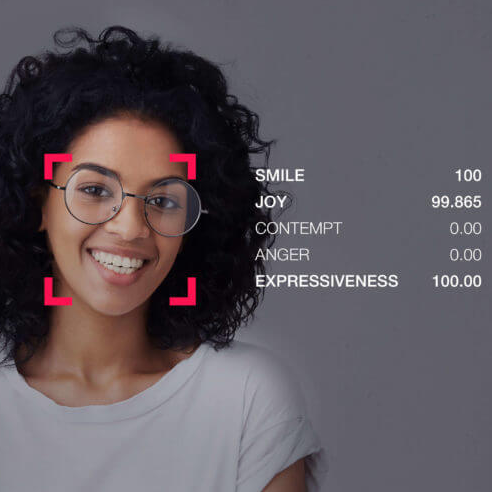 SMILE 100
JOY 99.865
CONTEMPT 0.00
ANGER 0.00
EXPRESSIVENESS 100.00